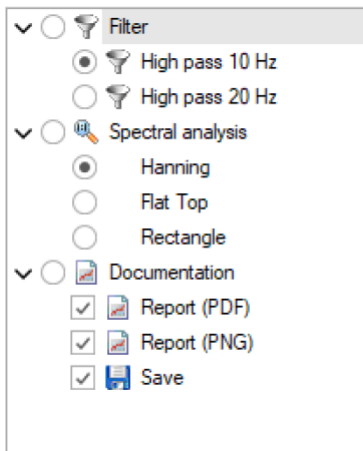 Filter
High pass 10 Hz
High pass 20 Hz
Spectral analysis
Hanning
Flat Top
Rectangle
Documentation
Report (PDF)
Report (PNG)
Save